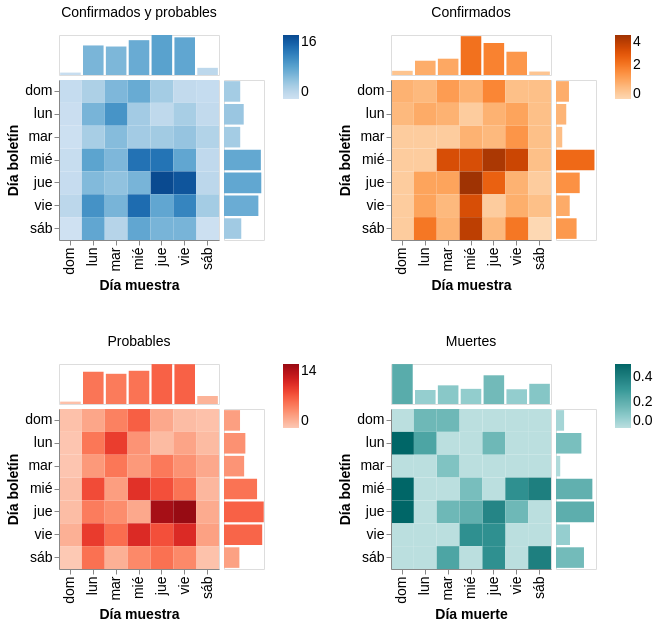 Confirmados y probables
16
0
Día boletín
dom
lun
mar
mié
jue
vie
sáb
dom
lun
mar
mié
jue
vie
sáb
Día muestra
Confirmados
4
2
0
Día boletín
dom
lun
mar
mié
jue
vie
sáb
dom
lun
mar
mié
jue
vie
sáb
Día muestra
Probables
14
0
Día boletín
dom
lun
mar
mié
jue
vie
sáb
dom
lun
mar
mié
jue
vie
sáb
Día muestra
Muertes
0.4
0.2
0.0
Día boletín
dom
lun
mar
mié
jue
vie
sáb
dom
lun
mar
mié
jue
vie
sáb
Día muerte